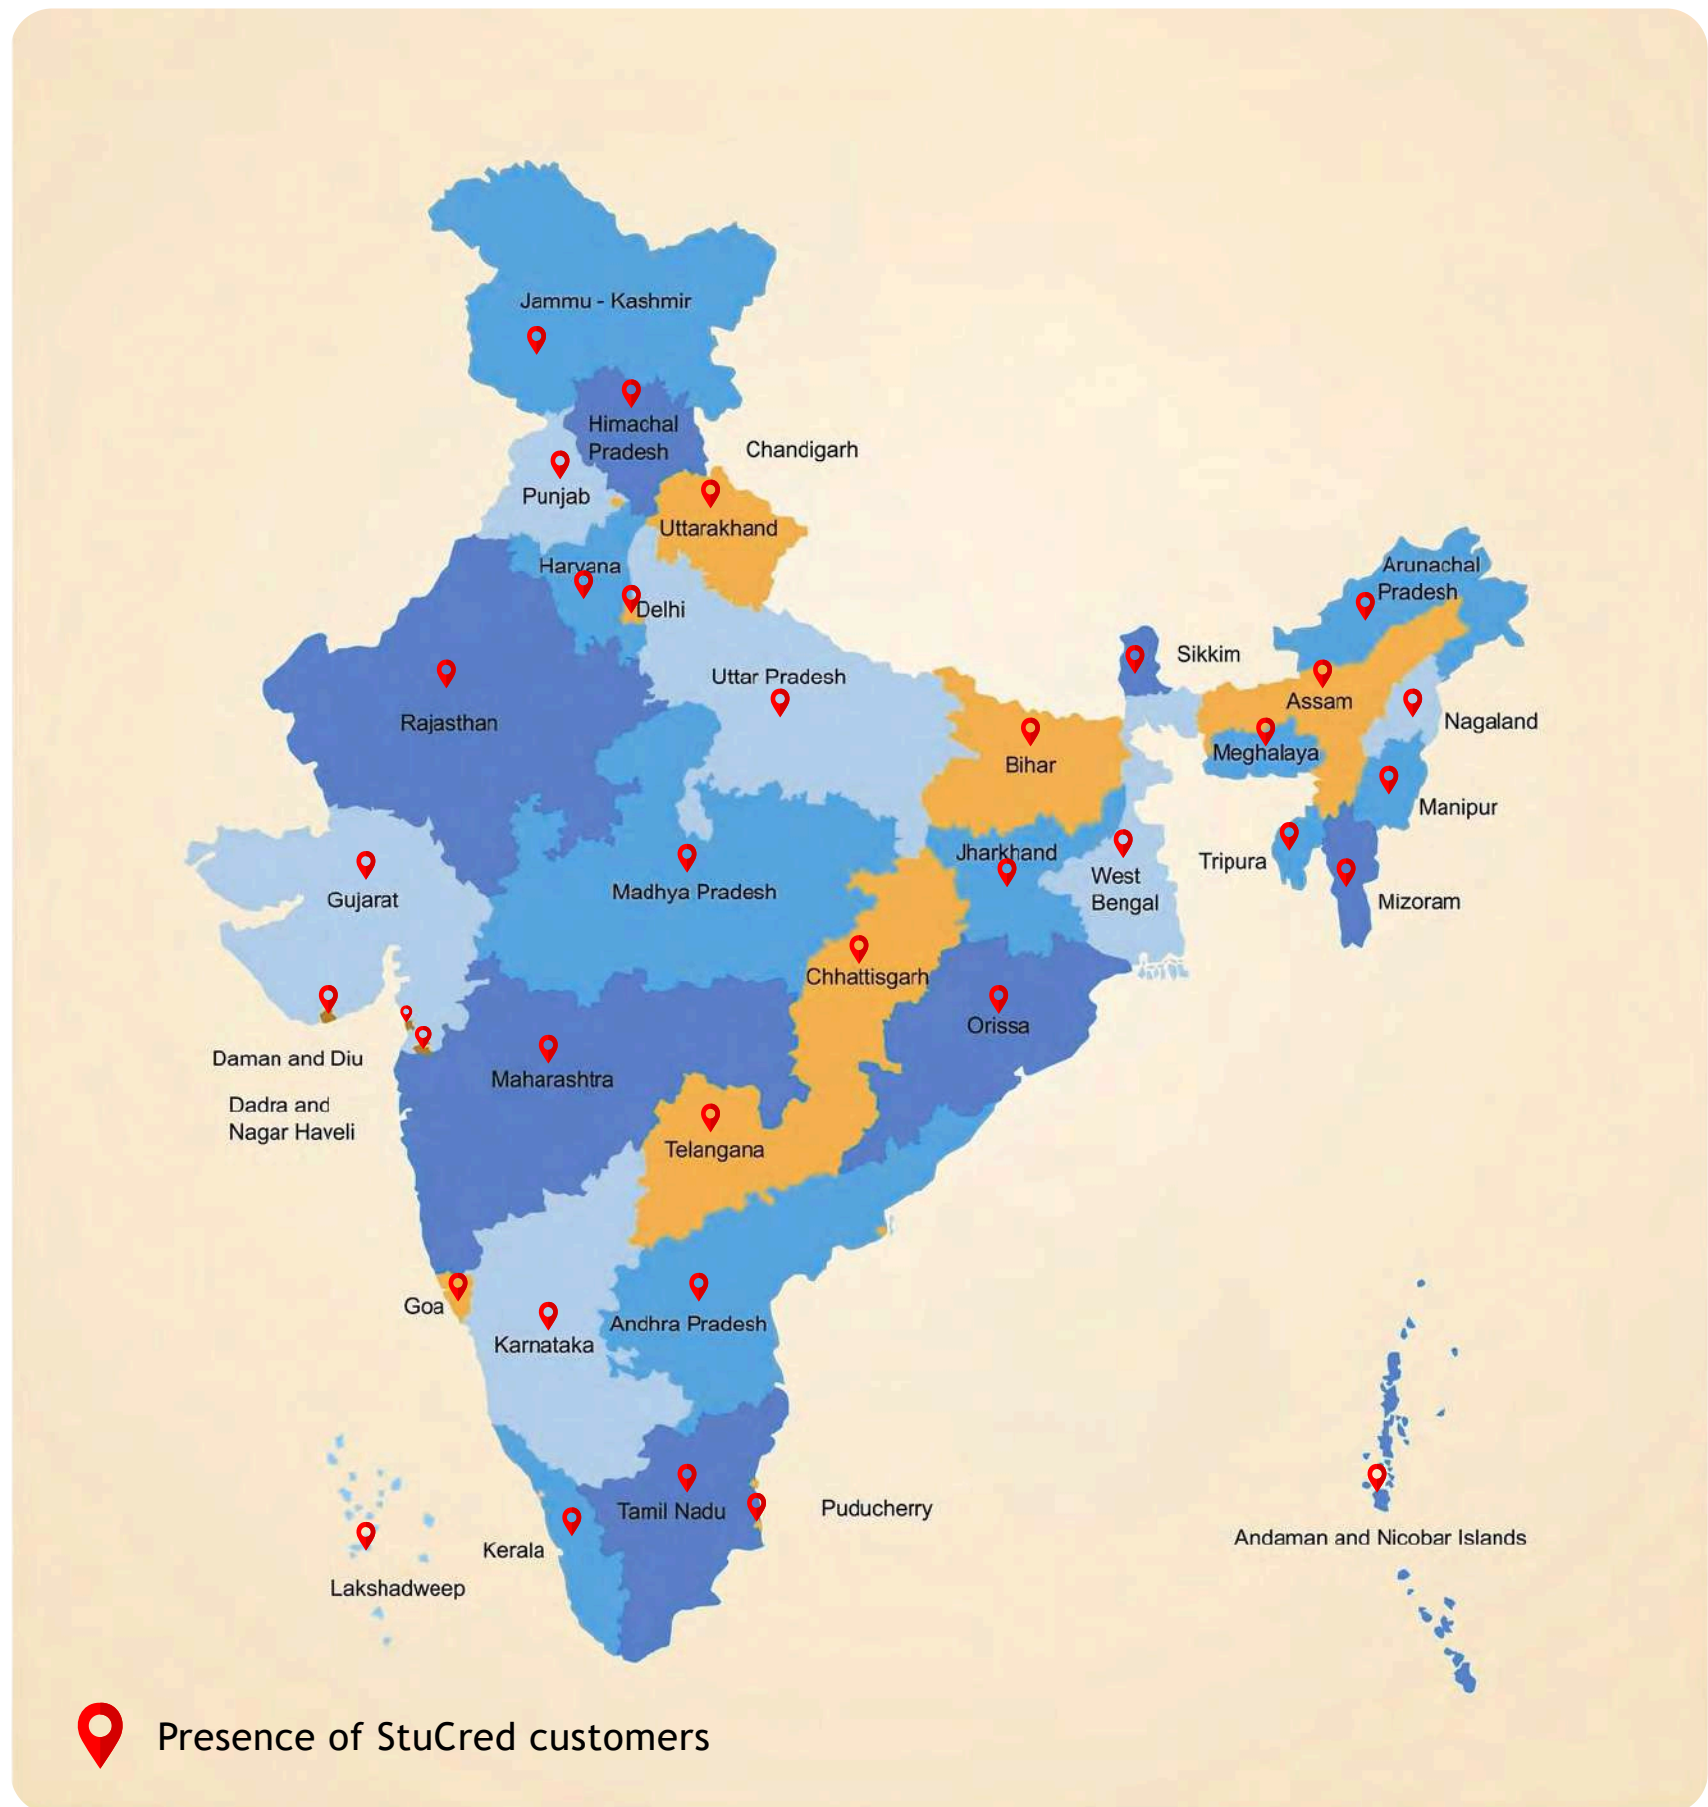 Jammu - Kashmir
Himachal
Pradesh
Chandigarh
Punjab
Uttarakhand
Haryana
Delhi
Arunachal
Pradesh
Sikkim
Uttar Pradesh
Assam
Rajasthan
Nagaland
Meghalaya
Bihar
Manipur
Jharkhand
Tripura
West
Bengal
Madhya Pradesh
Gujarat
Mizoram
Chhattisgarh
Orissa
Daman and Diu
Maharashtra
Dadra and
Nagar Haveli
Telangana
Goa
Andhra Pradesh
Karnataka
Puducherry
Tamil Nadu
Andaman and Nicobar Islands
Kerala
Lakshadweep
Presence of StuCred customers